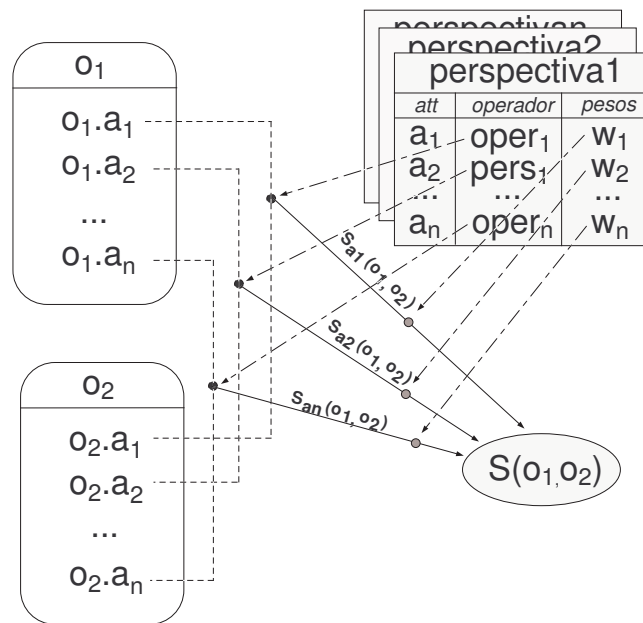 perspectivan
perspectiva2
perspectiva1
att operador pesos
a1 oper1 w1
a2 pers1 w2
... ... ...
an opern wn
o1
o1.a1
o1.a2
...
o1.an
Sa1(o1, o2)
Sa2(o1, o2)
San(o1, o2)
o2
o2.a1
o2.a2
...
o2.an
S(o1,o2)